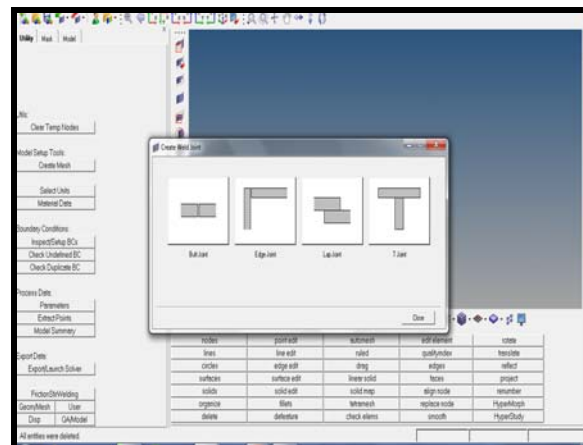 Utility Mask Model
Utils:
Clear Temp Nodes
Model Setup Tools:
Create Mesh
Select Units
Material Data
Boundary Conditions:
Inspect/Setup BCs
Check Undefined BC
Check Duplicate BC
Process Data:
Parameters
Extract Points
Model Summary
Export Data:
Export/Launch Solver
FrictionStirWelding
Geom/Mesh User
Disp QA/Model
All entities were deleted.
Create Weld Joint
Butt Joint Edge Joint Lap Joint T Joint
Close
nodes point edit automesh edit element rotate
lines line edit ruled qualityindex translate
circles edge edit drag edges reflect
surfaces surface edit linear solid faces project
solids solid edit solid map align node renumber
organize fillets tetramesh replace node HyperMorph
delete defeature check elems smooth HyperStudy